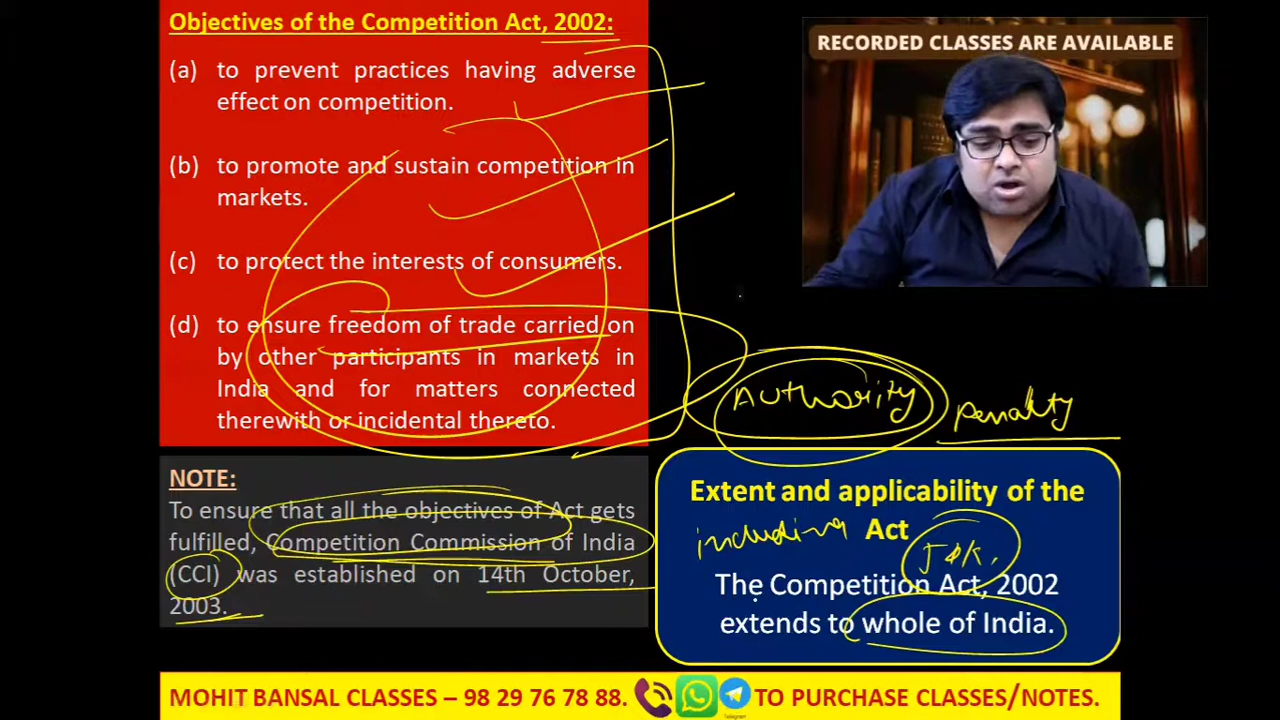 Objectives of the Competition Act, 2002:
RECORDED CLASSES ARE AVAILABLE
(a) to prevent practices having adverse
effect on competition.
(b) to promote and sustain competition in
markets.
(c) to protect the interests of consumers.
(d) to ensure freedom of trade carried on
by other participants in markets in
India and for matters connected
therewith or incidental thereto.
Authority
Penalty
NOTE:
To ensure that all the objectives of Act gets
fulfilled, Competition Commission of India
(CCI) was established on 14th October,
2003.
Extent and applicability of the
including Act
J&K.
The Competition Act, 2002
extends to whole of India.
MOHIT BANSAL CLASSES – 98 29 76 78 88. TO PURCHASE CLASSES/NOTES.
Telegram